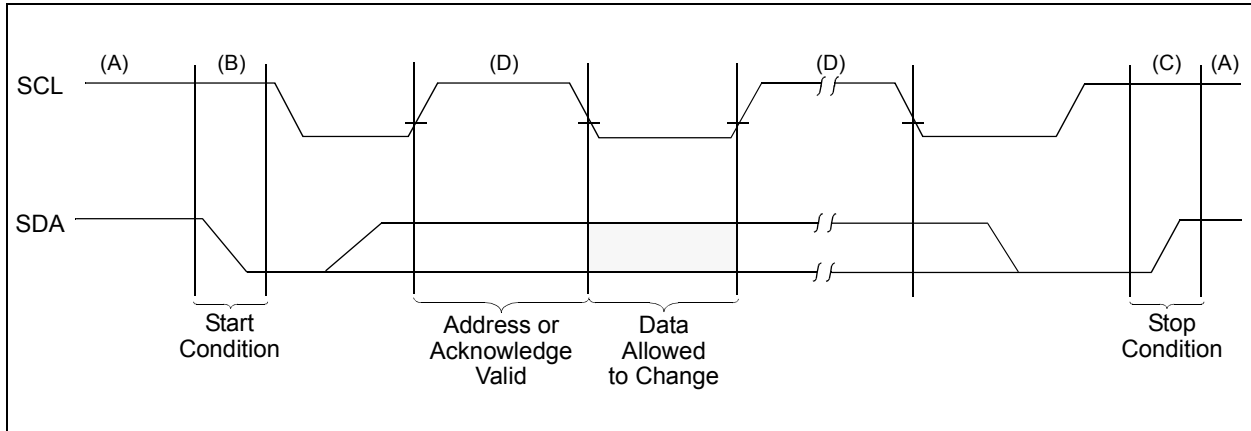 (A) (B) (D) (D) (C) (A)
SCL
SDA
Start
Condition
Address or
Acknowledge
Valid
Data
Allowed
to Change
Stop
Condition